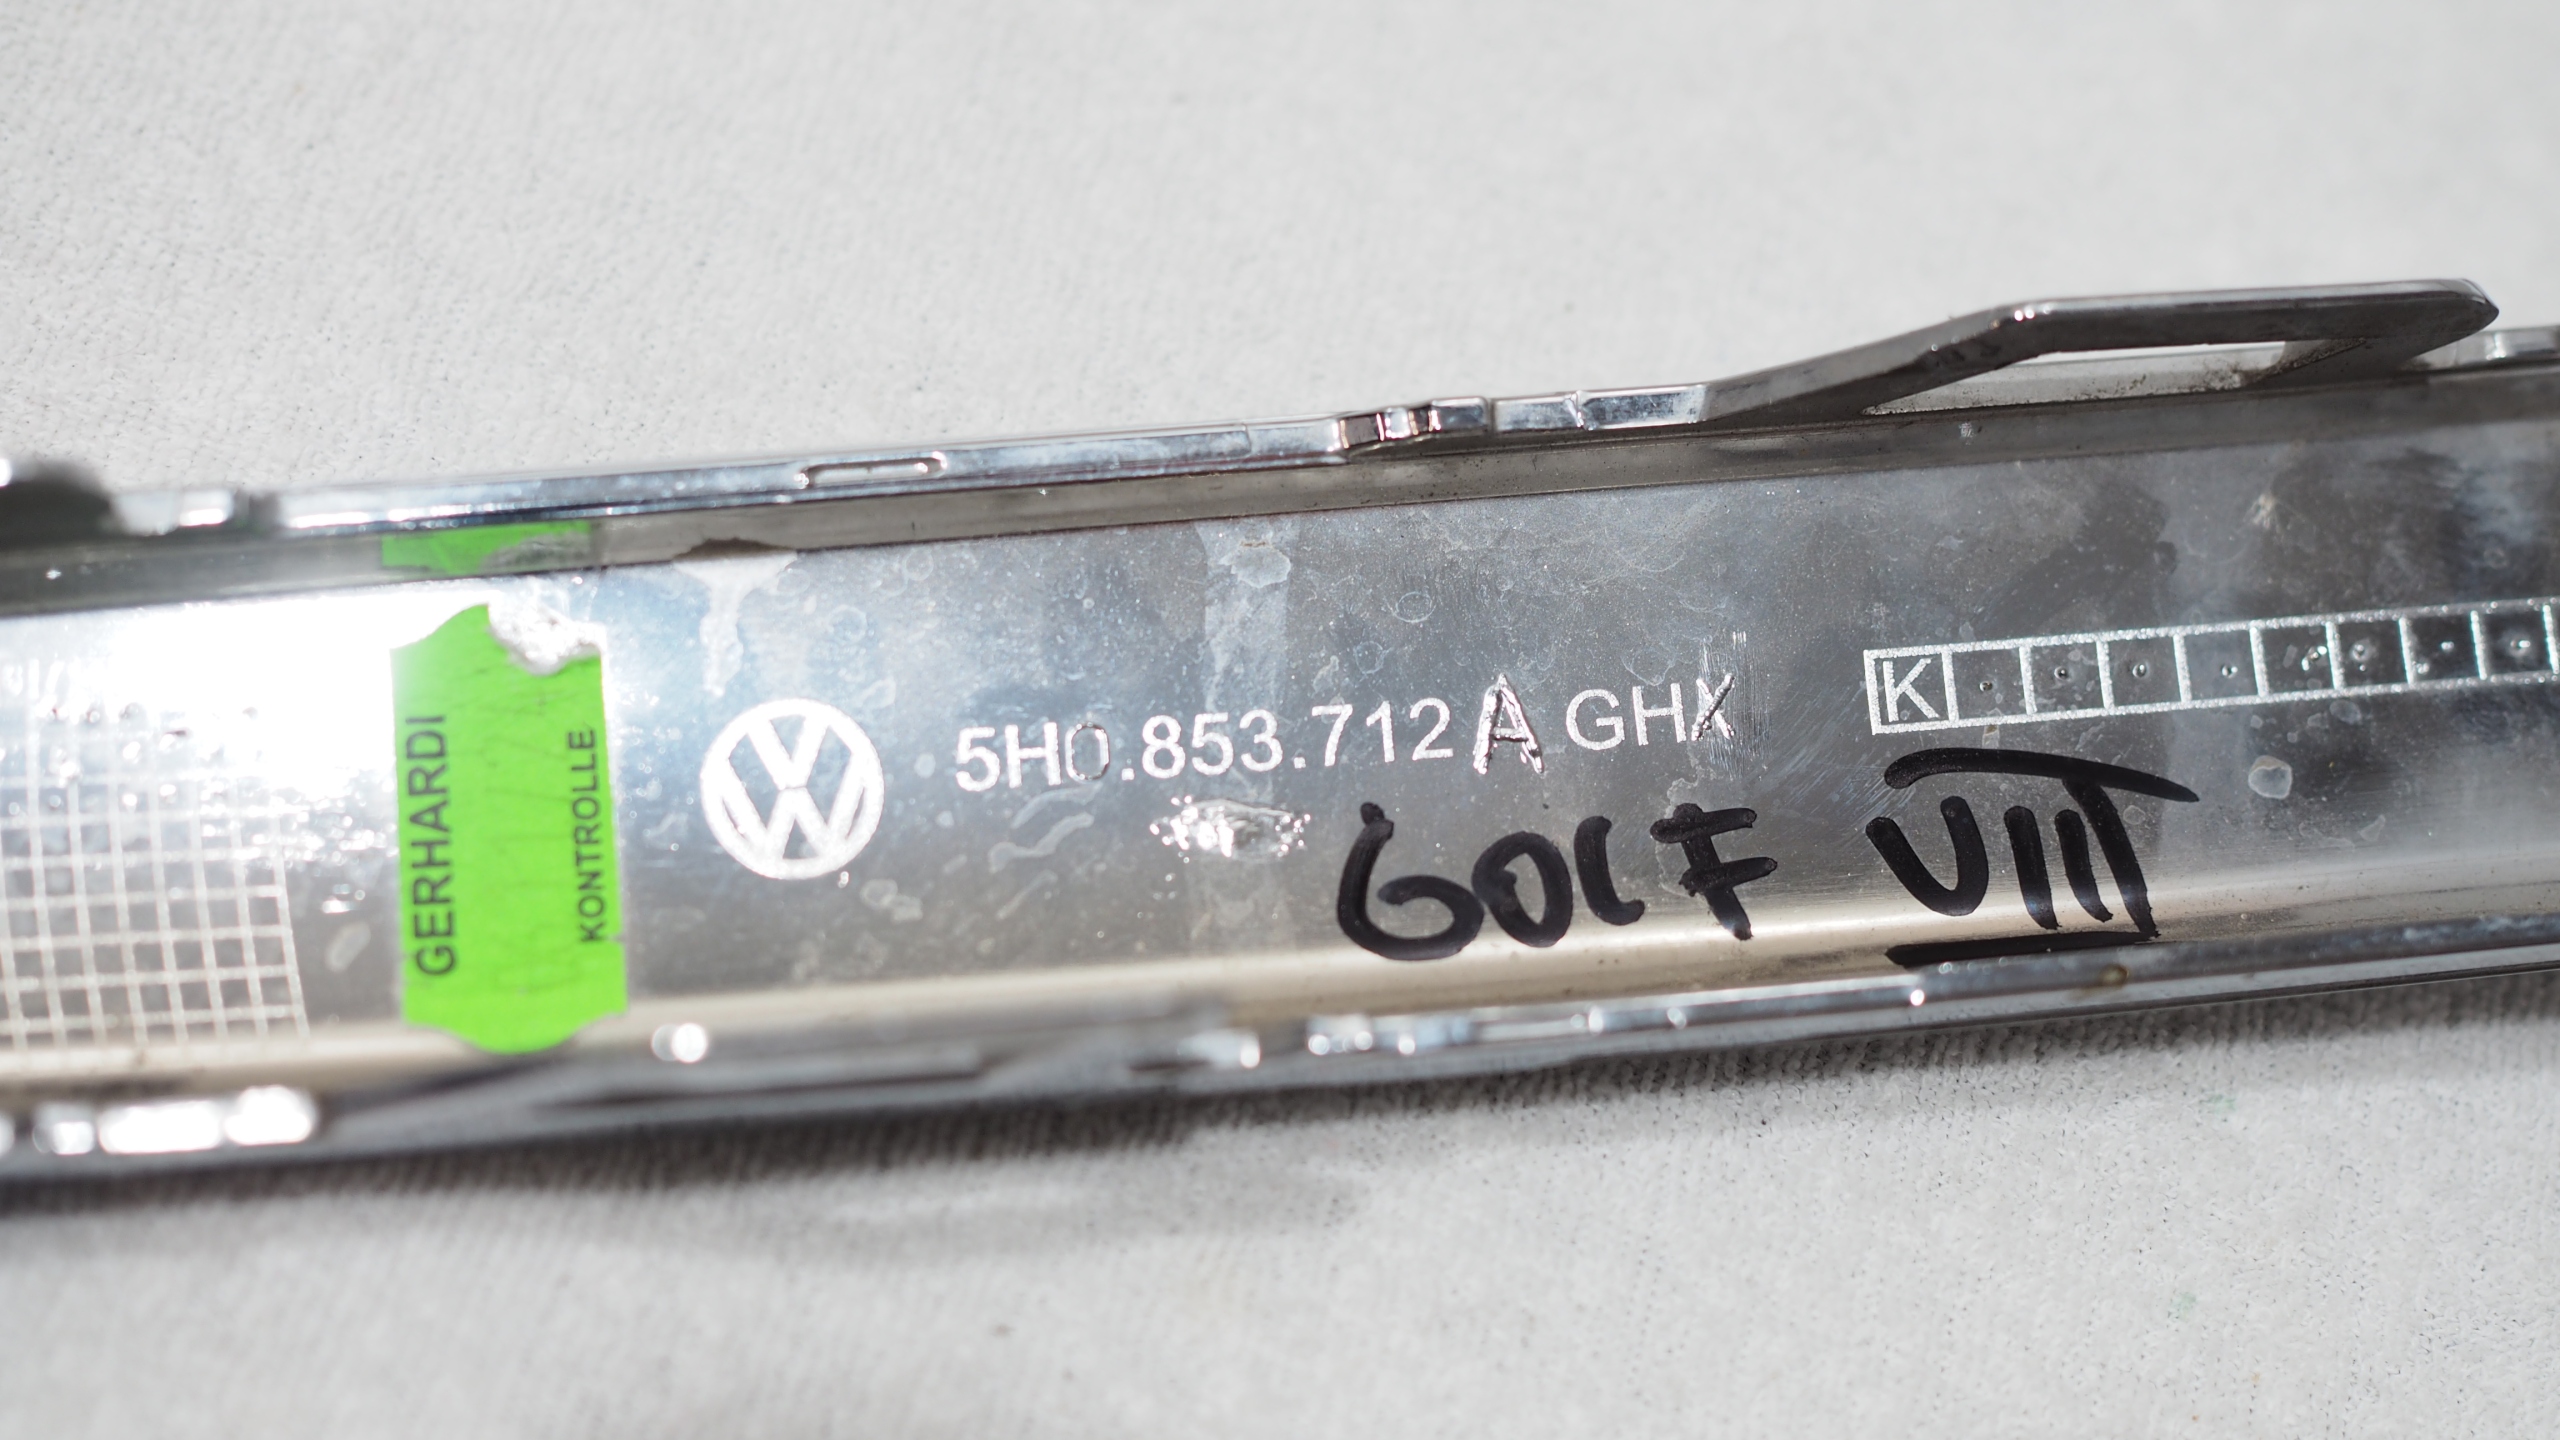 GERHARDI
KONTROLLE
5H0.853.712 A GHX
K
GOLF VIII